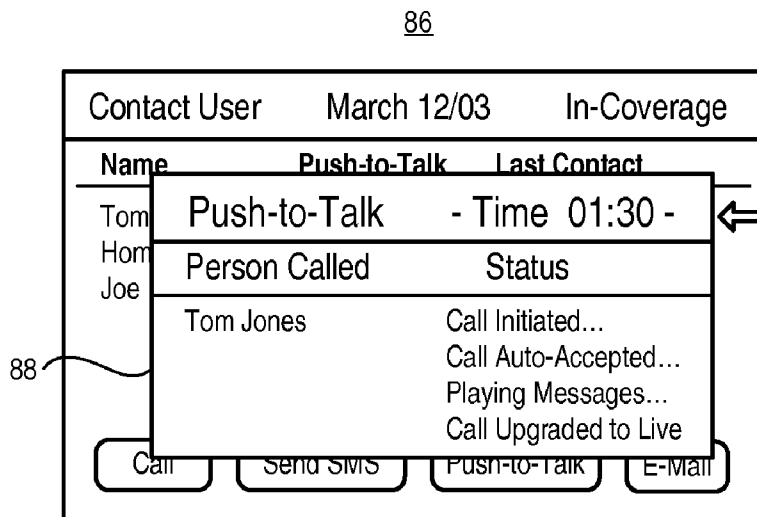 86
Contact User March 12/03 In-Coverage
Name Push-to-Talk Last Contact
Tom
Push-to-Talk - Time 01:30 -
Hom
Person Called Status
Joe
Tom Jones Call Initiated...
Call Auto-Accepted...
88
Playing Messages...
Call Upgraded to Live
Call Send SMS Push-to-Talk E-Mail